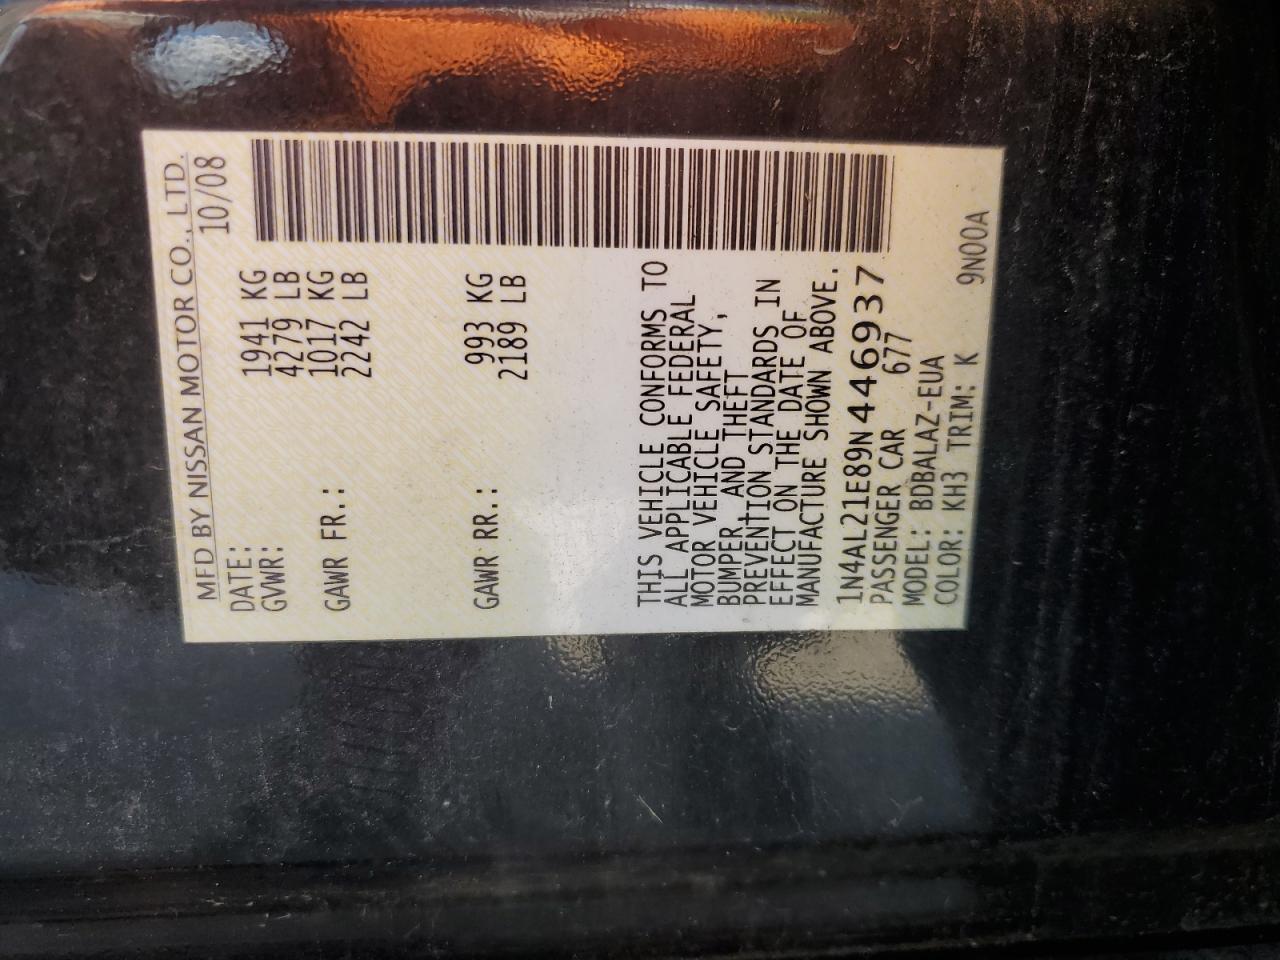 MFD BY NISSAN MOTOR CO., LTD.
DATE: 10/08
GVWR: 1941 KG
4279 LB
GAWR FR.: 1017 KG
2242 LB
GAWR RR.: 993 KG
2189 LB
THIS VEHICLE CONFORMS TO
ALL APPLICABLE FEDERAL
MOTOR VEHICLE SAFETY,
BUMPER, AND THEFT
PREVENTION STANDARDS IN
EFFECT ON THE DATE OF
MANUFACTURE SHOWN ABOVE.
1N4AL21E89N446937
PASSENGER CAR 677
MODEL: BDBALAZ-EUA
COLOR: KH3 TRIM: K 9N00A